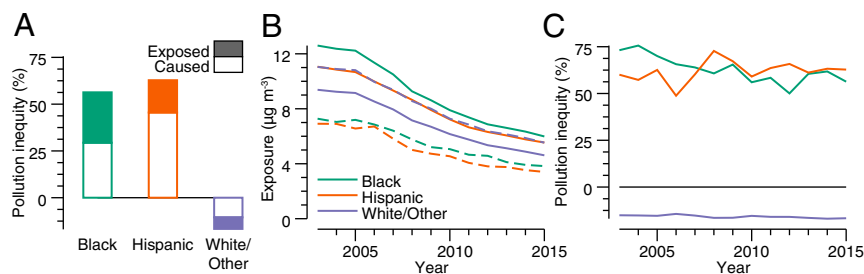 A
Pollution inequity (%)
75
50
25
0
Exposed
Caused
Black
Hispanic
White/
Other
B
Exposure (µg m-3)
12
8
4
0
Black
Hispanic
White/Other
2005
2010
2015
Year
C
Pollution inequity (%)
75
50
25
0
2005
2010
2015
Year